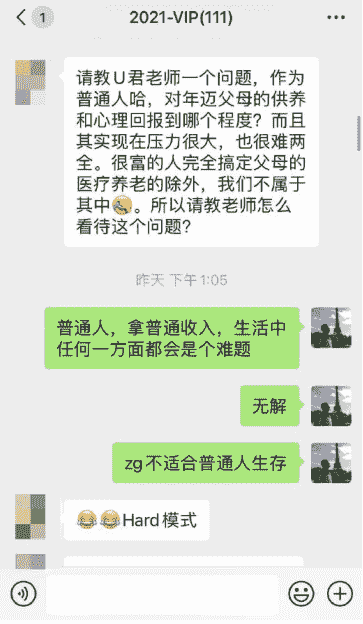 1
2021-VIP(111)
请教U君老师一个问题，作为
普通人哈，对年迈父母的供养
和心理回报到哪个程度？而且
其实现在压力很大，也很难两
全。很富的人完全搞定父母的
医疗养老的除外，我们不属于
其中。所以请教老师怎么
看待这个问题？
昨天 下午1:05
普通人，拿普通收入，生活中
任何一方面都会是个难题
无解
zg不适合普通人生存
Hard模式